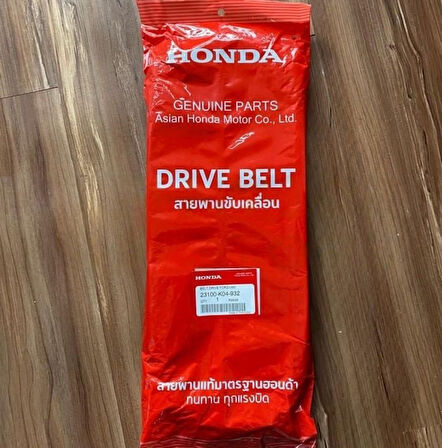 HONDA
GENUINE PARTS
Asian Honda Motor Co., Ltd.
DRIVE BELT
สายพานขับเคลื่อน
HONDA
23100-K04-932
1
สายพานแท้มาตรฐานฮอนด้า
ทนทาน ทุกแรงบิด